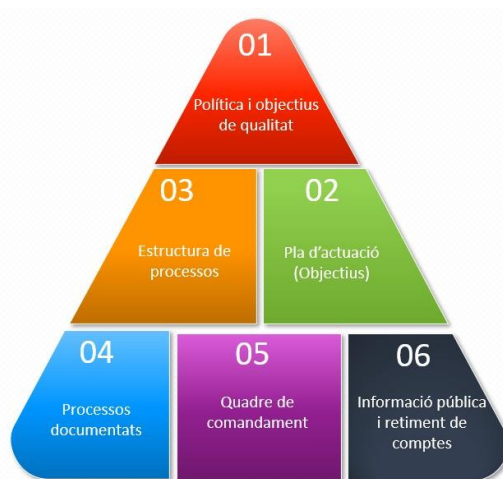 01
Política i objectius
de qualitat
03
Estructura de
processos
02
Pla d'actuació
(Objectius)
04
Processos
documentats
05
Quadre de
comandament
06
Informació pública
i retiment de
comptes